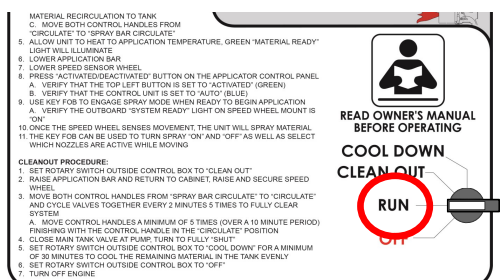 MATERIAL RECIRCULATION TO TANK
C. MOVE BOTH CONTROL HANDLES FROM
"CIRCULATE" TO "SPRAY BAR CIRCULATE"
5. ALLOW UNIT TO HEAT TO APPLICATION TEMPERATURE, GREEN "MATERIAL READY"
LIGHT WILL ILLUMINATE
6. LOWER APPLICATION BAR
7. LOWER SPEED SENSOR WHEEL
8. PRESS "ACTIVATED/DEACTIVATED" BUTTON ON THE APPLICATOR CONTROL PANEL
A. VERIFY THAT THE TOP LEFT BUTTON IS SET TO "ACTIVATED" (GREEN)
B. VERIFY THAT THE CONTROL UNIT IS SET TO "AUTO" (BLUE)
9. USE KEY FOB TO ENGAGE SPRAY MODE WHEN READY TO BEGIN APPLICATION
A. VERIFY THE OUTBOARD "SYSTEM READY" LIGHT ON SPEED WHEEL MOUNT IS
"ON"
10. ONCE THE SPEED WHEEL SENSES MOVEMENT, THE UNIT WILL SPRAY MATERIAL
11. THE KEY FOB CAN BE USED TO TURN SPRAY "ON" AND "OFF" AS WELL AS SELECT
WHICH NOZZLES ARE ACTIVE WHILE MOVING
CLEANOUT PROCEDURE:
1. SET ROTARY SWITCH OUTSIDE CONTROL BOX TO "CLEAN OUT"
2. RAISE APPLICATION BAR AND RETURN TO CABINET, RAISE AND SECURE SPEED
WHEEL
3. MOVE BOTH CONTROL HANDLES FROM "SPRAY BAR CIRCULATE" TO "CIRCULATE"
AND CYCLE VALVES TOGETHER EVERY 2 MINUTES 5 TIMES TO FULLY CLEAR
SYSTEM
A. MOVE CONTROL HANDLES A MINIMUM OF 5 TIMES (OVER A 10 MINUTE PERIOD)
FINISHING WITH THE CONTROL HANDLE IN THE "CIRCULATE" POSITION
4. CLOSE MAIN TANK VALVE AT PUMP, TURN TO FULLY "SHUT"
5. SET ROTARY SWITCH OUTSIDE CONTROL BOX TO "COOL DOWN" FOR A MINIMUM
OF 30 MINUTES TO COOL THE REMAINING MATERIAL IN THE TANK EVENLY
6. SET ROTARY SWITCH OUTSIDE CONTROL BOX TO "OFF"
7. TURN OFF ENGINE
READ OWNER'S MANUAL
BEFORE OPERATING
COOL DOWN
CLEAN OUT
RUN
Off